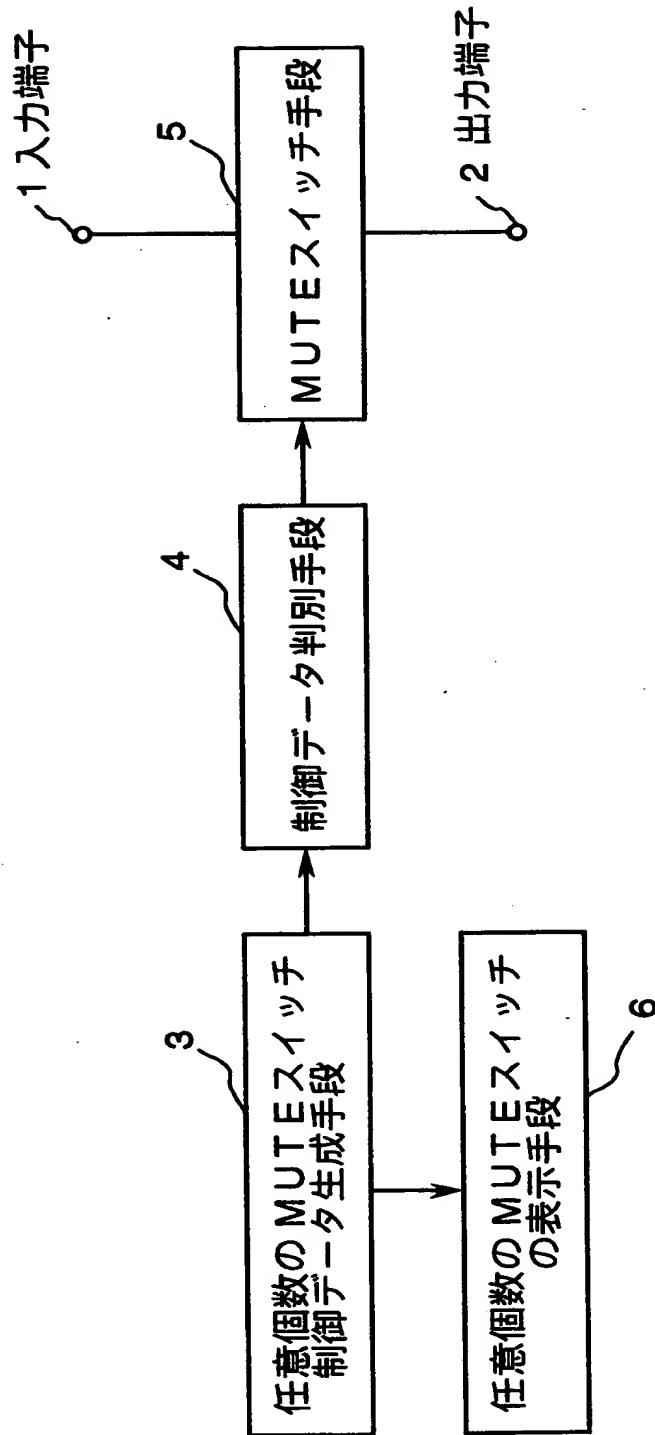 1 入力端子
5
MUTEスイッチ手段
2 出力端子
4
制御データ判別手段
3
任意個数のMUTEスイッチ
制御データ生成手段
任意個数のMUTEスイッチ
の表示手段
6